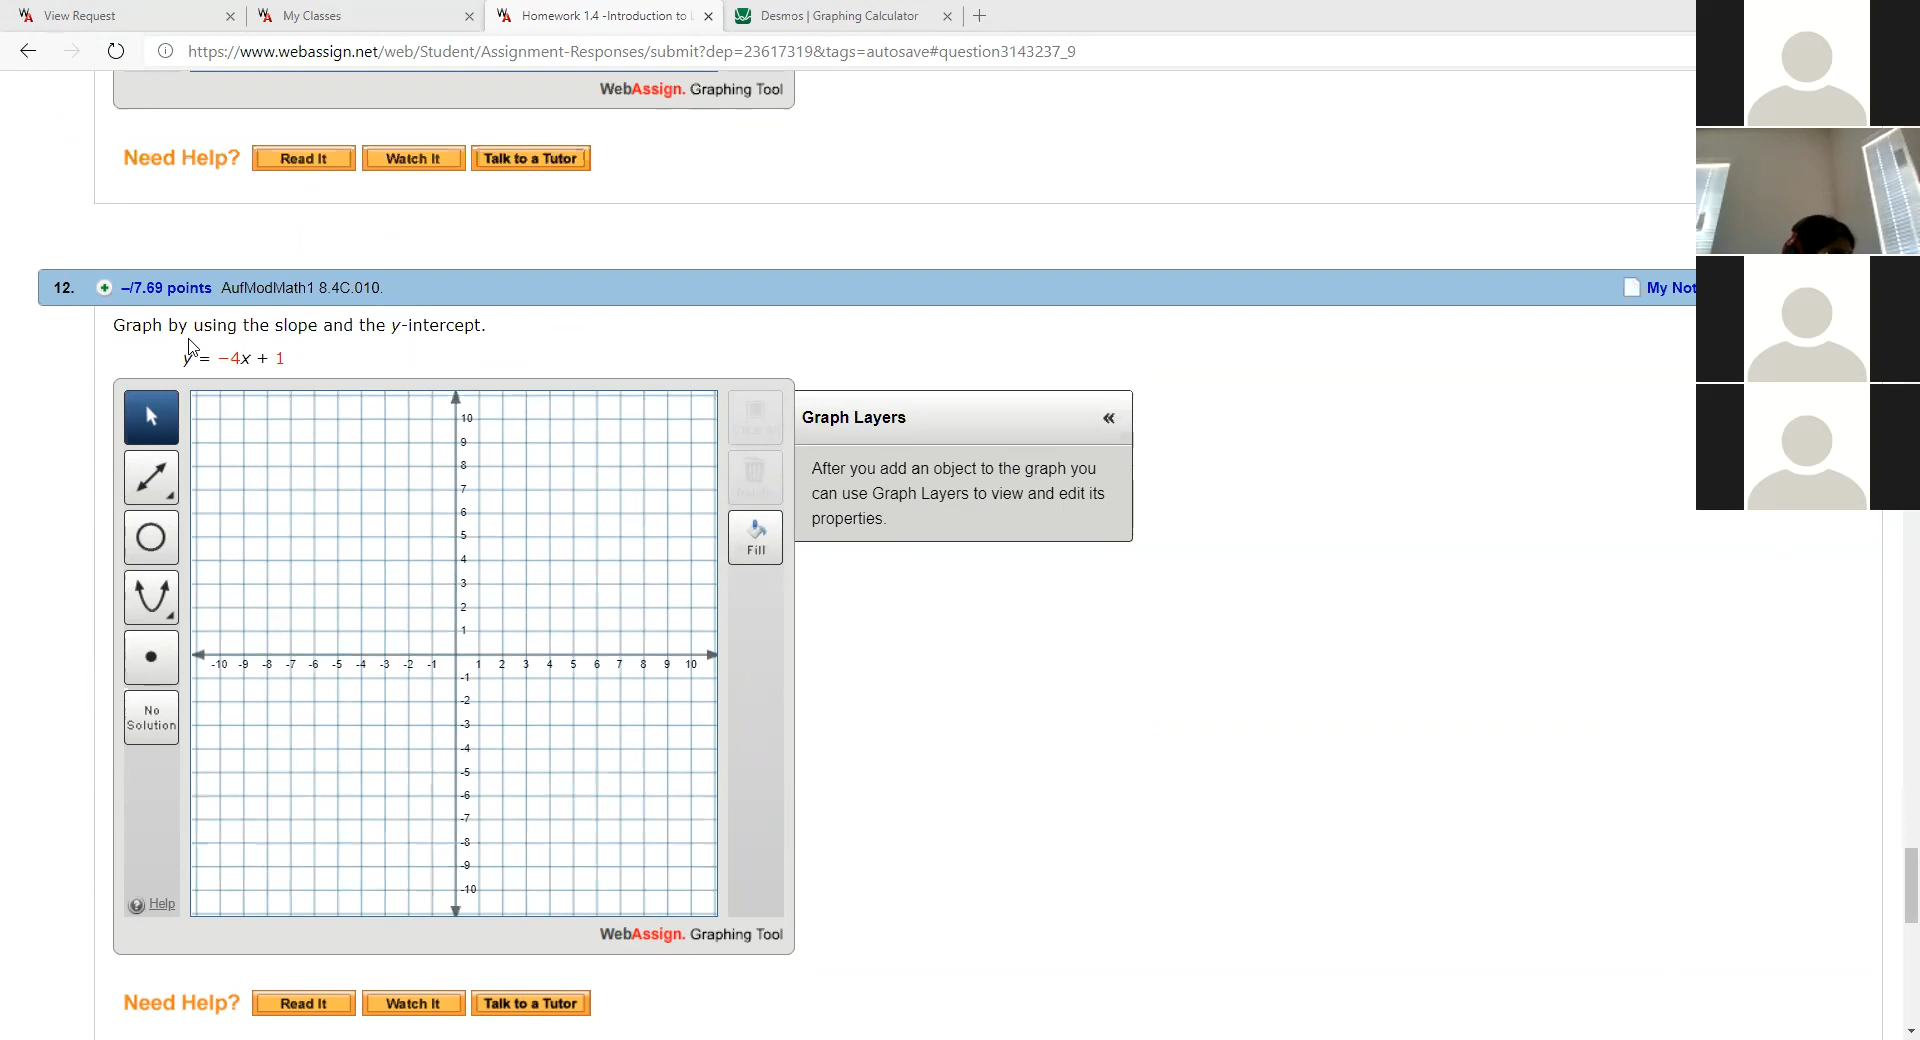 View Request
My Classes
Homework 1.4 -Introduction to L
Desmos | Graphing Calculator
https://www.webassign.net/web/Student/Assignment-Responses/submit?dep=23617319&tags=autosave#question3143237_9
WebAssign. Graphing Tool
Need Help? Read It Watch It Talk to a Tutor
12. –/7.69 points AufModMath1 8.4C.010. My Not
Graph by using the slope and the y-intercept.
y = −4x + 1
Graph Layers
After you add an object to the graph you
can use Graph Layers to view and edit its
properties.
Fill
No
Solution
10
9
8
7
6
5
4
3
2
1
-10 -9 -8 -7 -6 -5 -4 -3 -2 -1 1 2 3 4 5 6 7 8 9 10
-1
-2
-3
-4
-5
-6
-7
-8
-9
-10
Help
WebAssign. Graphing Tool
Need Help? Read It Watch It Talk to a Tutor